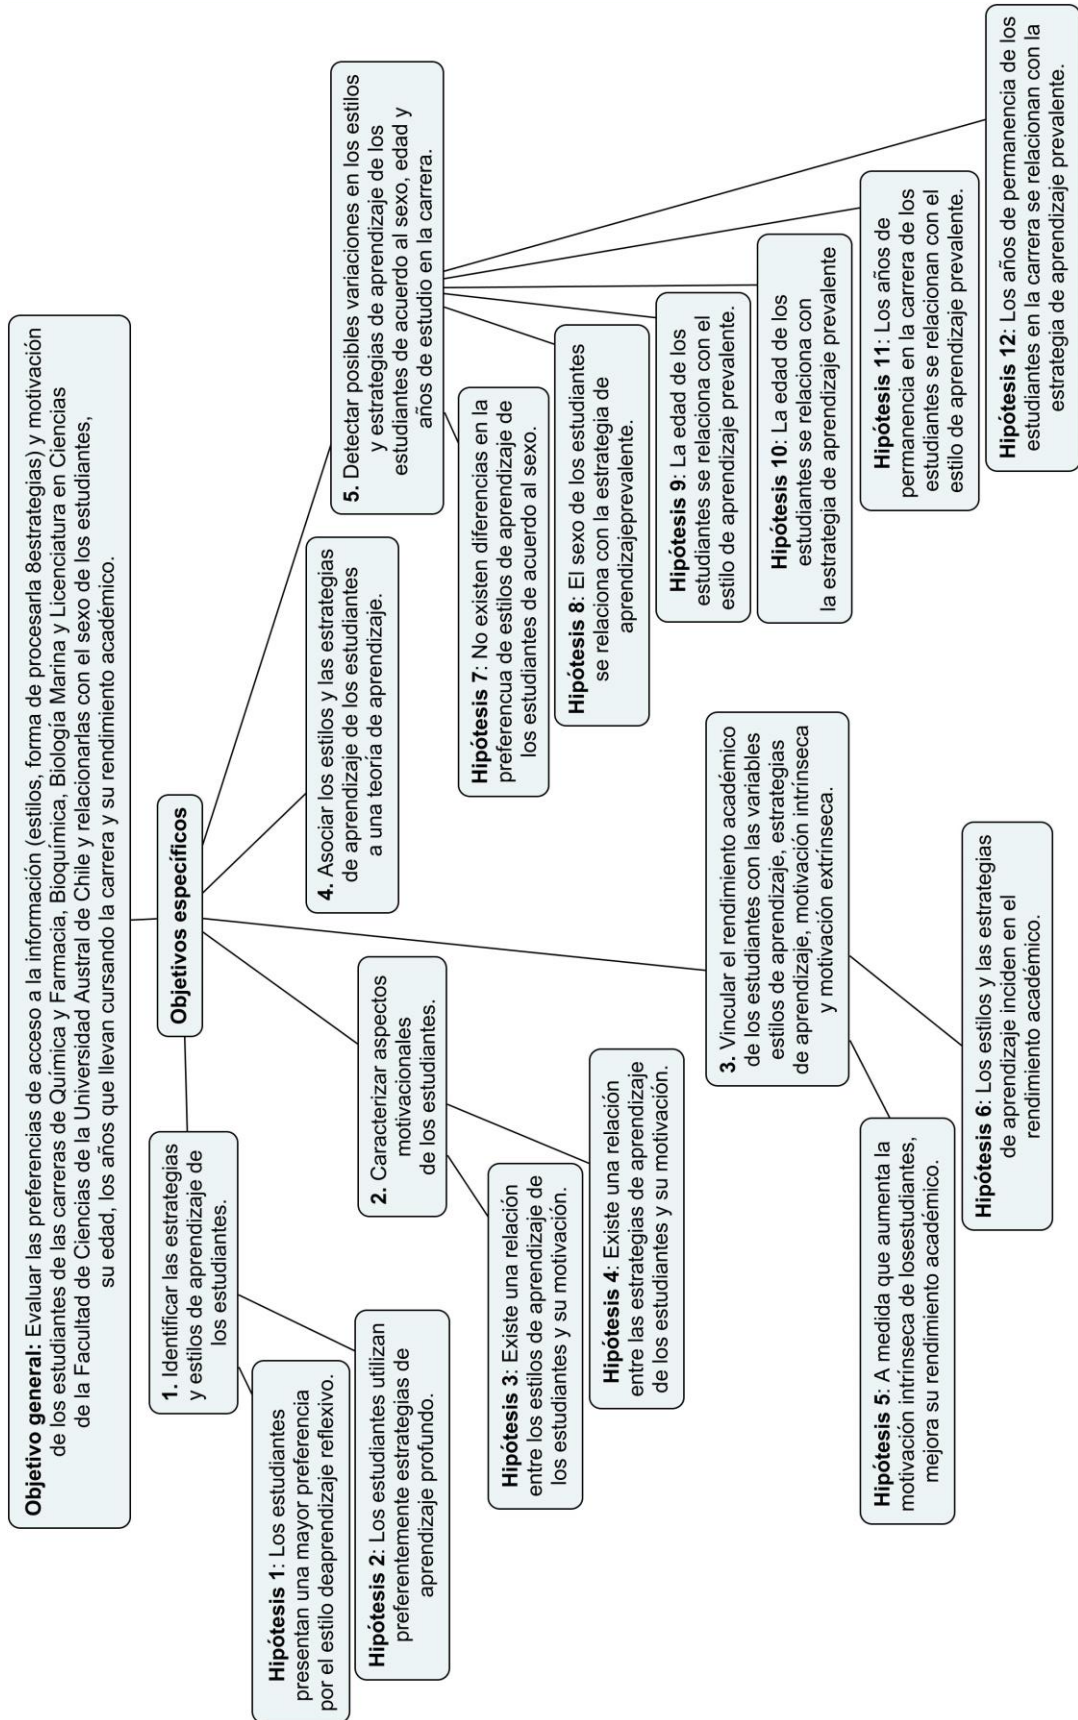 Objetivo general: Evaluar las preferencias de acceso a la información (estilos, forma de procesarla 8estrategias) y motivación
de los estudiantes de las carreras de Química y Farmacia, Bioquímica, Biología Marina y Licenciatura en Ciencias
de la Facultad de Ciencias de la Universidad Austral de Chile y relacionarlas con el sexo de los estudiantes,
su edad, los años que llevan cursando la carrera y su rendimiento académico.
Objetivos específicos
1. Identificar las estrategias
y estilos de aprendizaje de
los estudiantes.
Hipótesis 1: Los estudiantes
presentan una mayor preferencia
por el estilo deaprendizaje reflexivo.
Hipótesis 2: Los estudiantes utilizan
preferentemente estrategias de
aprendizaje profundo.
2. Caracterizar aspectos
motivacionales
de los estudiantes.
Hipótesis 3: Existe una relación
entre los estilos de aprendizaje de
los estudiantes y su motivación.
Hipótesis 4: Existe una relación
entre las estrategias de aprendizaje
de los estudiantes y su motivación.
3. Vincular el rendimiento académico
de los estudiantes con las variables
estilos de aprendizaje, estrategias
de aprendizaje, motivación intrínseca
y motivación extrínseca.
Hipótesis 5: A medida que aumenta la
motivación intrínseca de losestudiantes,
mejora su rendimiento académico.
Hipótesis 6: Los estilos y las estrategias
de aprendizaje inciden en el
rendimiento académico.
4. Asociar los estilos y las estrategias
de aprendizaje de los estudiantes
a una teoría de aprendizaje.
5. Detectar posibles variaciones en los estilos
y estrategias de aprendizaje de los
estudiantes de acuerdo al sexo, edad y
años de estudio en la carrera.
Hipótesis 7: No existen diferencias en la
preferencua de estilos de aprendizaje de
los estudiantes de acuerdo al sexo.
Hipótesis 8: El sexo de los estudiantes
se relaciona con la estrategia de
aprendizajeprevalente.
Hipótesis 9: La edad de los
estudiantes se relaciona con el
estilo de aprendizaje prevalente.
Hipótesis 10: La edad de los
estudiantes se relaciona con
la estrategia de aprendizaje prevalente
Hipótesis 11: Los años de
permanencia en la carrera de los
estudiantes se relacionan con el
estilo de aprendizaje prevalente.
Hipótesis 12: Los años de permanencia de los
estudiantes en la carrera se relacionan con la
estrategia de aprendizaje prevalente.